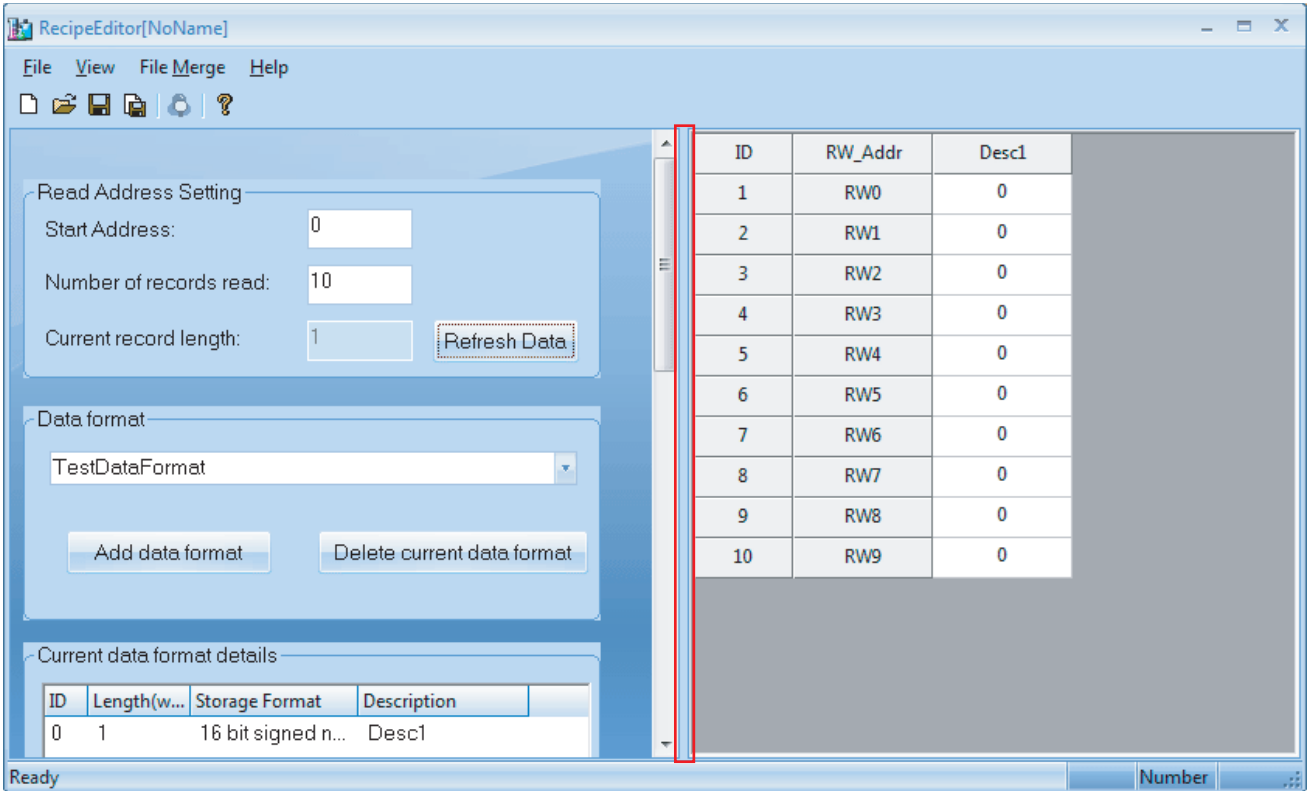 RecipeEditor[NoName]
File View File Merge Help
Read Address Setting
Start Address: 0
Number of records read: 10
Current record length: 1
Refresh Data
Data format
TestDataFormat
Add data format Delete current data format
Current data format details
ID Length(w... Storage Format Description
0 1 16 bit signed n... Desc1
ID RW_Addr Desc1
1 RW0 0
2 RW1 0
3 RW2 0
4 RW3 0
5 RW4 0
6 RW5 0
7 RW6 0
8 RW7 0
9 RW8 0
10 RW9 0
Ready Number